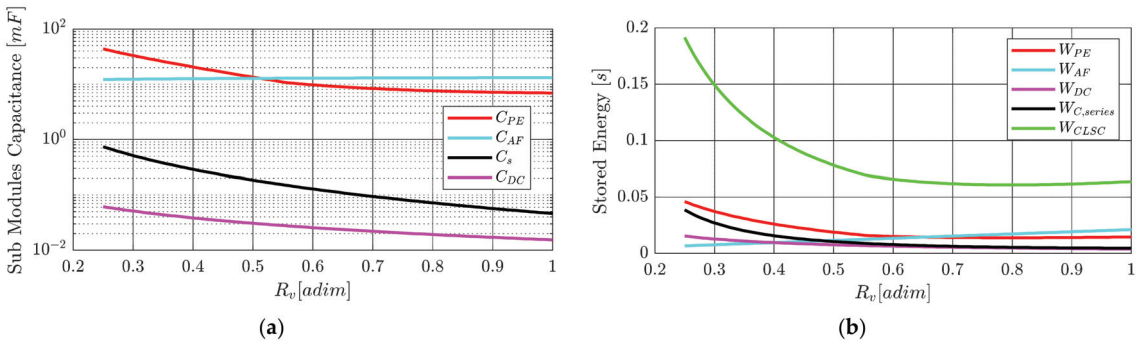 Sub Modules Capacitance [mF]
10^2
10^0
10^-2
0.2 0.3 0.4 0.5 0.6 0.7 0.8 0.9 1
R_v[adim]
C_PE
C_AF
C_s
C_DC
(a)
Stored Energy [s]
0.2
0.15
0.1
0.05
0
0.2 0.3 0.4 0.5 0.6 0.7 0.8 0.9 1
R_v[adim]
W_PE
W_AF
W_DC
W_C,series
W_CLSC
(b)